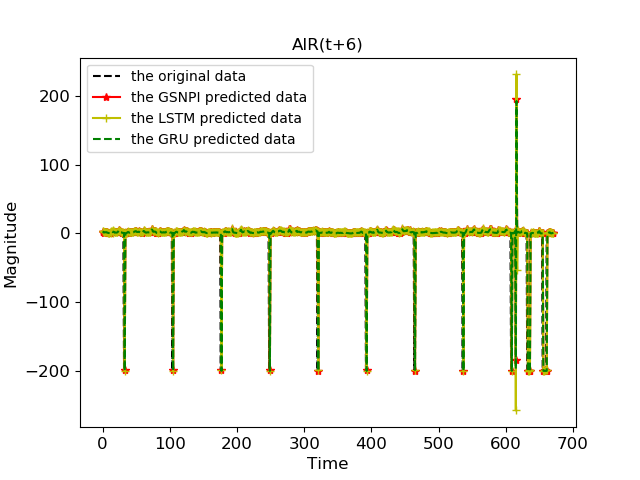 AIR(t+6)
the original data
the GSNPI predicted data
the LSTM predicted data
the GRU predicted data
200
100
0
−100
−200
Magnitude
0 100 200 300 400 500 600 700
Time